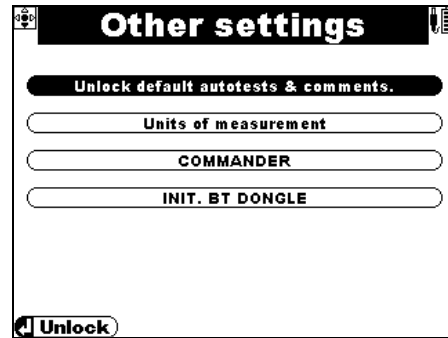 Other settings
Unlock default autotests & comments.
Units of measurement
COMMANDER
INIT. BT DONGLE
Unlock